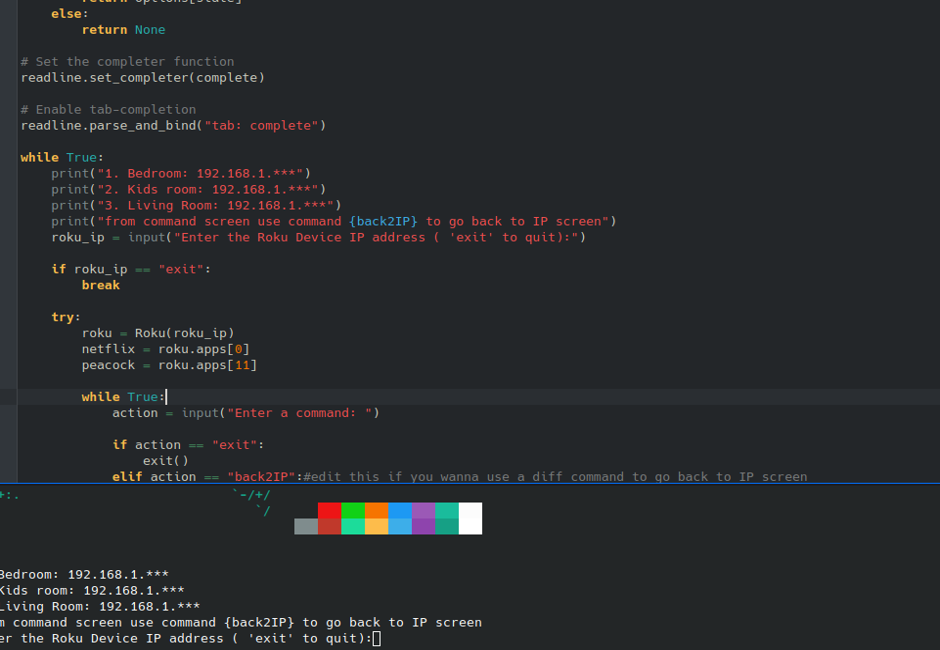 return options[state]
else:
return None
# Set the completer function
readline.set_completer(complete)
# Enable tab-completion
readline.parse_and_bind("tab: complete")
while True:
print("1. Bedroom: 192.168.1.***")
print("2. Kids room: 192.168.1.***")
print("3. Living Room: 192.168.1.***")
print("from command screen use command {back2IP} to go back to IP screen")
roku_ip = input("Enter the Roku Device IP address ( 'exit' to quit):")
if roku_ip == "exit":
break
try:
roku = Roku(roku_ip)
netflix = roku.apps[0]
peacock = roku.apps[11]
while True:
action = input("Enter a command: ")
if action == "exit":
exit()
elif action == "back2IP":#edit this if you wanna use a diff command to go back to IP screen
+:. `-/+/
`/
Bedroom: 192.168.1.***
Kids room: 192.168.1.***
Living Room: 192.168.1.***
m command screen use command {back2IP} to go back to IP screen
er the Roku Device IP address ( 'exit' to quit):